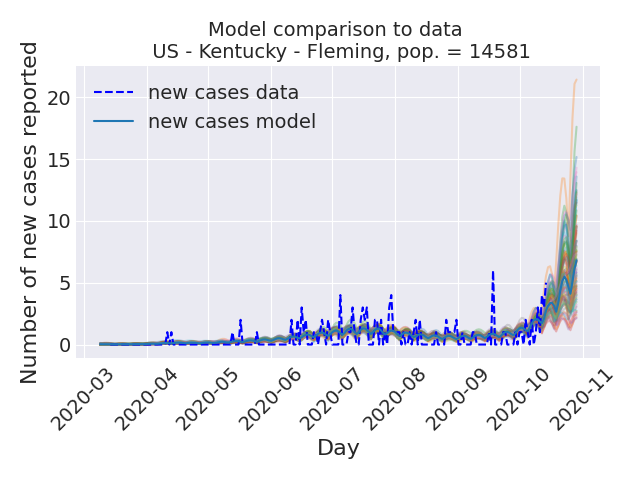 Model comparison to data
US - Kentucky - Fleming, pop. = 14581
Number of new cases reported
new cases data
new cases model
20
15
10
5
0
2020-03
2020-04
2020-05
2020-06
2020-07
2020-08
2020-09
2020-10
2020-11
Day